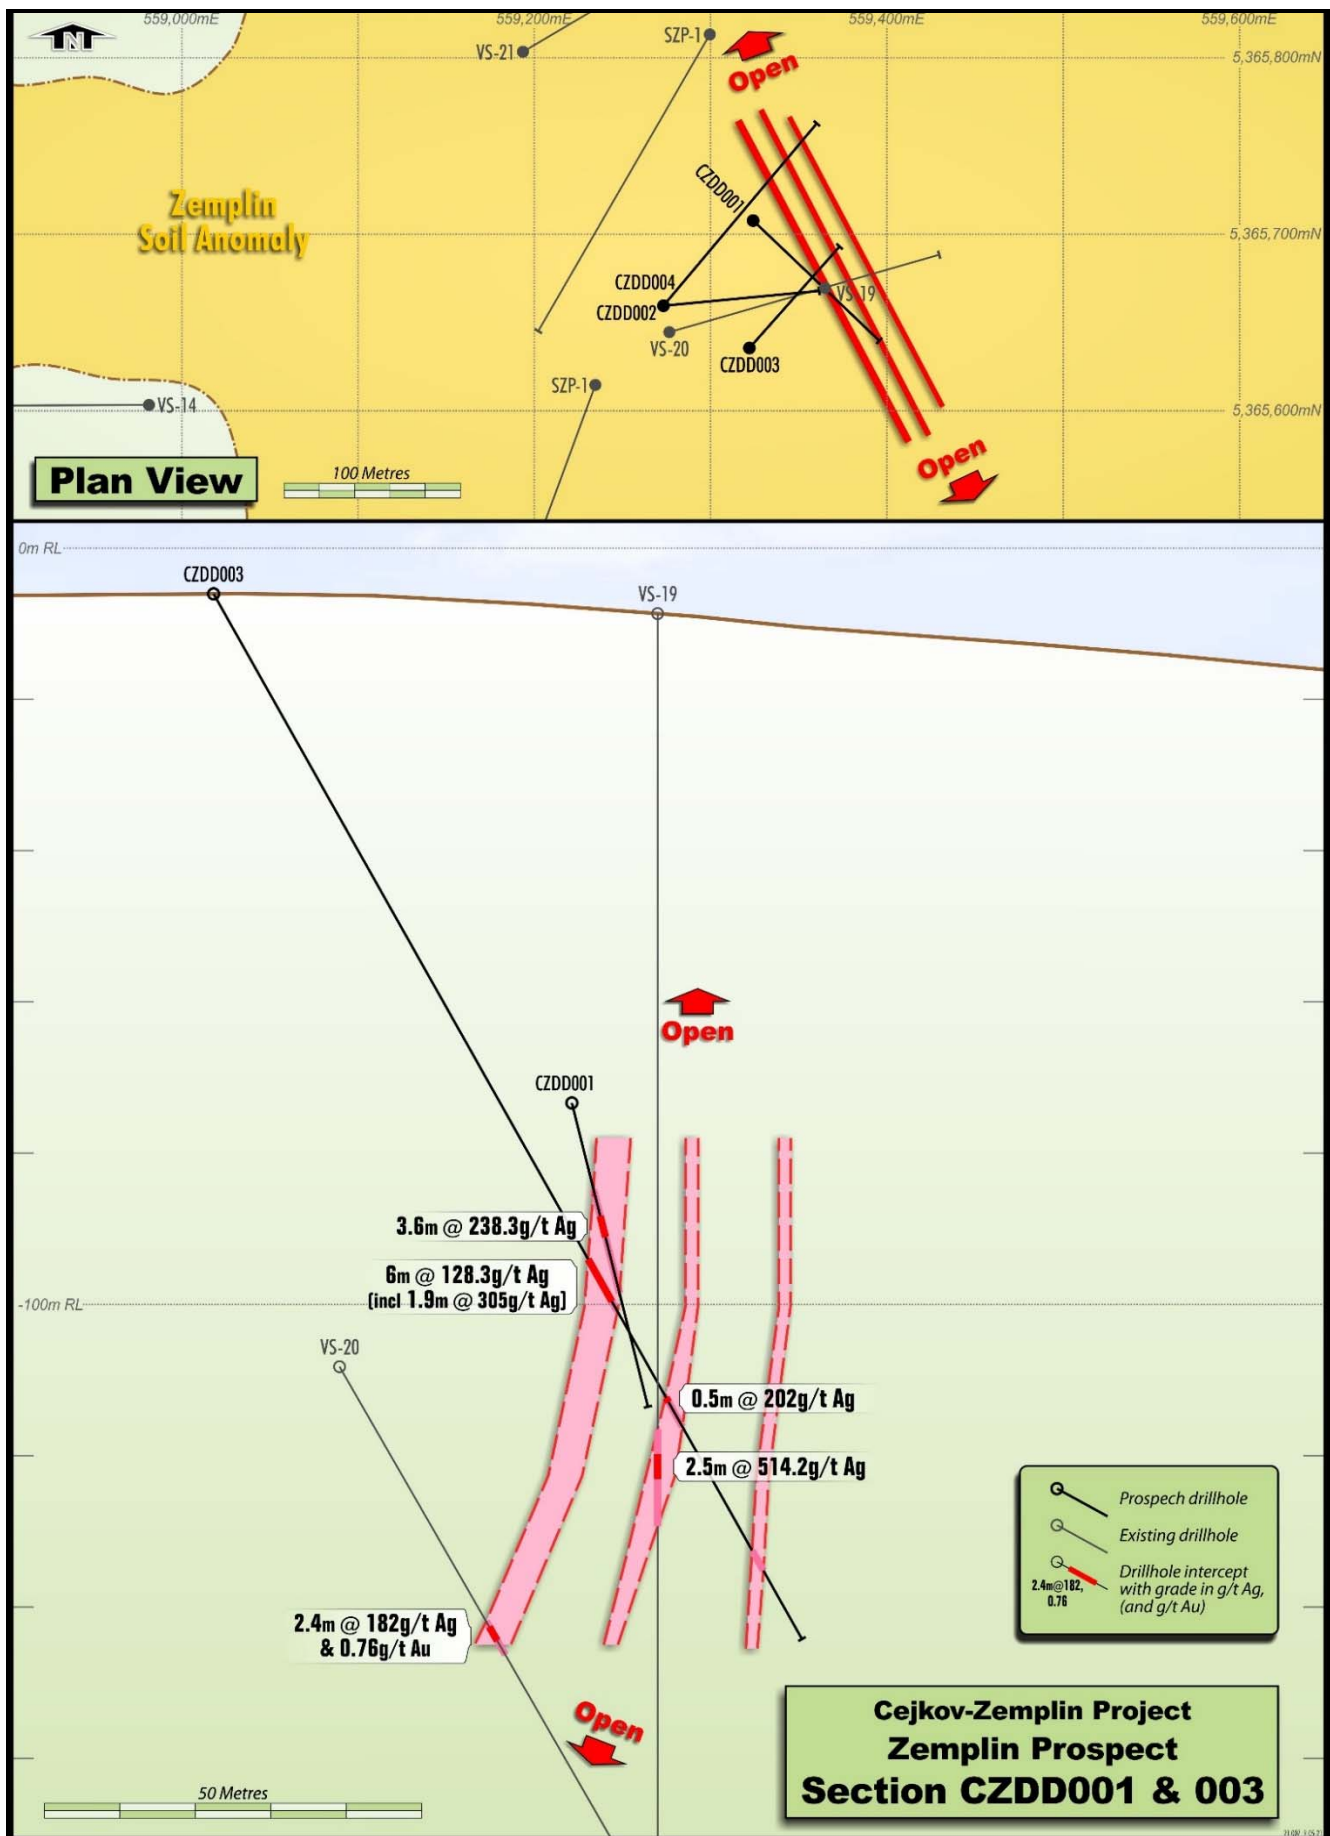 559,000mE
559,200mE
559,400mE
559,600mE
N
VS-21
SZP-1
Open
5,365,800mN
Zemplin
Soil Anomaly
CZDD001
5,365,700mN
CZDD004
CZDD002
VS-19
VS-20
CZDD003
SZP-1
VS-14
5,365,600mN
Open
Plan View
100 Metres
0m RL
CZDD003
VS-19
Open
CZDD001
3.6m @ 238.3g/t Ag
6m @ 128.3g/t Ag
(incl 1.9m @ 305g/t Ag)
-100m RL
VS-20
0.5m @ 202g/t Ag
2.5m @ 514.2g/t Ag
Prospech drillhole
Existing drillhole
Drillhole intercept
with grade in g/t Ag,
(and g/t Au)
2.4m@182,
0.76
2.4m @ 182g/t Ag
& 0.76g/t Au
Open
50 Metres
Cejkov-Zemplin Project
Zemplin Prospect
Section CZDD001 & 003